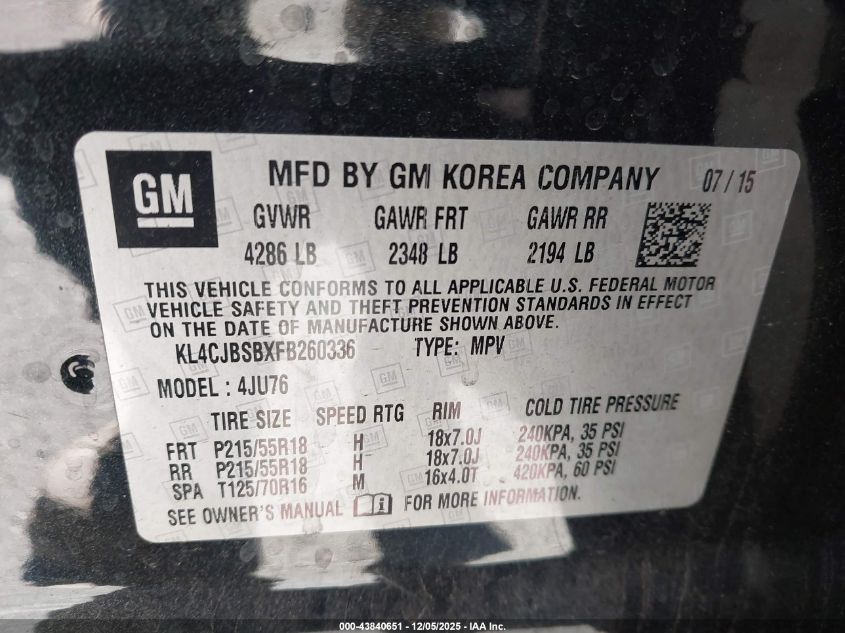 GM
MFD BY GM KOREA COMPANY 07 / 15
GVWR GAWR FRT GAWR RR
4286 LB 2348 LB 2194 LB
THIS VEHICLE CONFORMS TO ALL APPLICABLE U.S. FEDERAL MOTOR
VEHICLE SAFETY AND THEFT PREVENTION STANDARDS IN EFFECT
ON THE DATE OF MANUFACTURE SHOWN ABOVE.
KL4CJBSBXFB260336 TYPE: MPV
MODEL : 4JU76
TIRE SIZE SPEED RTG RIM COLD TIRE PRESSURE
FRT P215/55R18 H 18x7.0J 240KPA, 35 PSI
RR P215/55R18 H 18x7.0J 240KPA, 35 PSI
SPA T125/70R16 M 16x4.0T 420KPA, 60 PSI
SEE OWNER'S MANUAL FOR MORE INFORMATION.
000-43840651 - 12/05/2025 - IAA Inc.